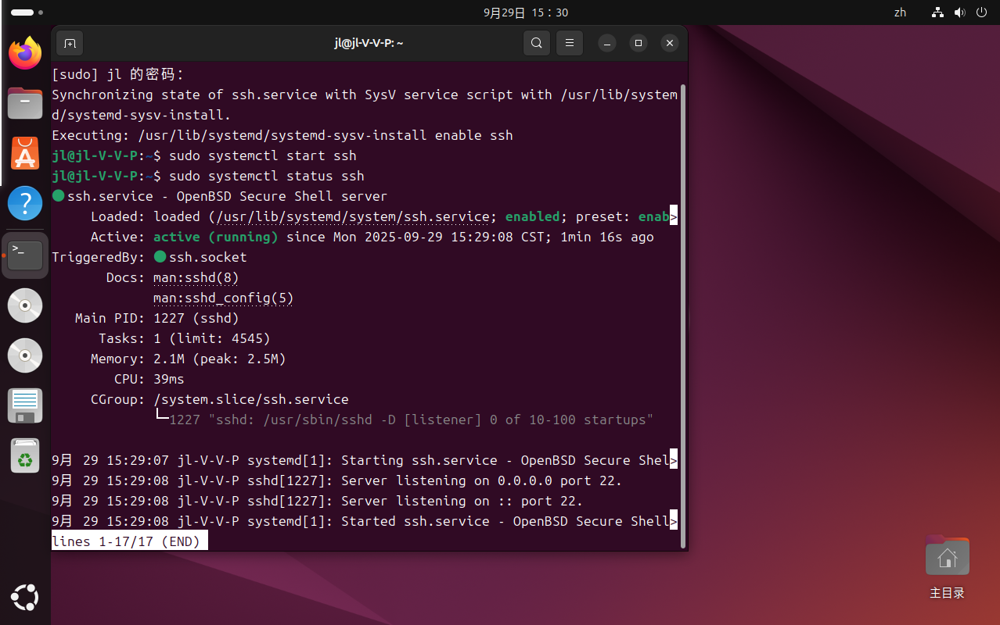 9月29日 15：30
zh
jl@jl-V-V-P: ~
[sudo] jl 的密码：
Synchronizing state of ssh.service with SysV service script with /usr/lib/system
d/systemd-sysv-install.
Executing: /usr/lib/systemd/systemd-sysv-install enable ssh
jl@jl-V-V-P:~$ sudo systemctl start ssh
jl@jl-V-V-P:~$ sudo systemctl status ssh
● ssh.service - OpenBSD Secure Shell server
Loaded: loaded (/usr/lib/systemd/system/ssh.service; enabled; preset: enab>
Active: active (running) since Mon 2025-09-29 15:29:08 CST; 1min 16s ago
TriggeredBy: ● ssh.socket
Docs: man:sshd(8)
man:sshd_config(5)
Main PID: 1227 (sshd)
Tasks: 1 (limit: 4545)
Memory: 2.1M (peak: 2.5M)
CPU: 39ms
CGroup: /system.slice/ssh.service
└─1227 "sshd: /usr/sbin/sshd -D [listener] 0 of 10-100 startups"
9月 29 15:29:07 jl-V-V-P systemd[1]: Starting ssh.service - OpenBSD Secure Shel>
9月 29 15:29:08 jl-V-V-P sshd[1227]: Server listening on 0.0.0.0 port 22.
9月 29 15:29:08 jl-V-V-P sshd[1227]: Server listening on :: port 22.
9月 29 15:29:08 jl-V-V-P systemd[1]: Started ssh.service - OpenBSD Secure Shell>
lines 1-17/17 (END)
主目录